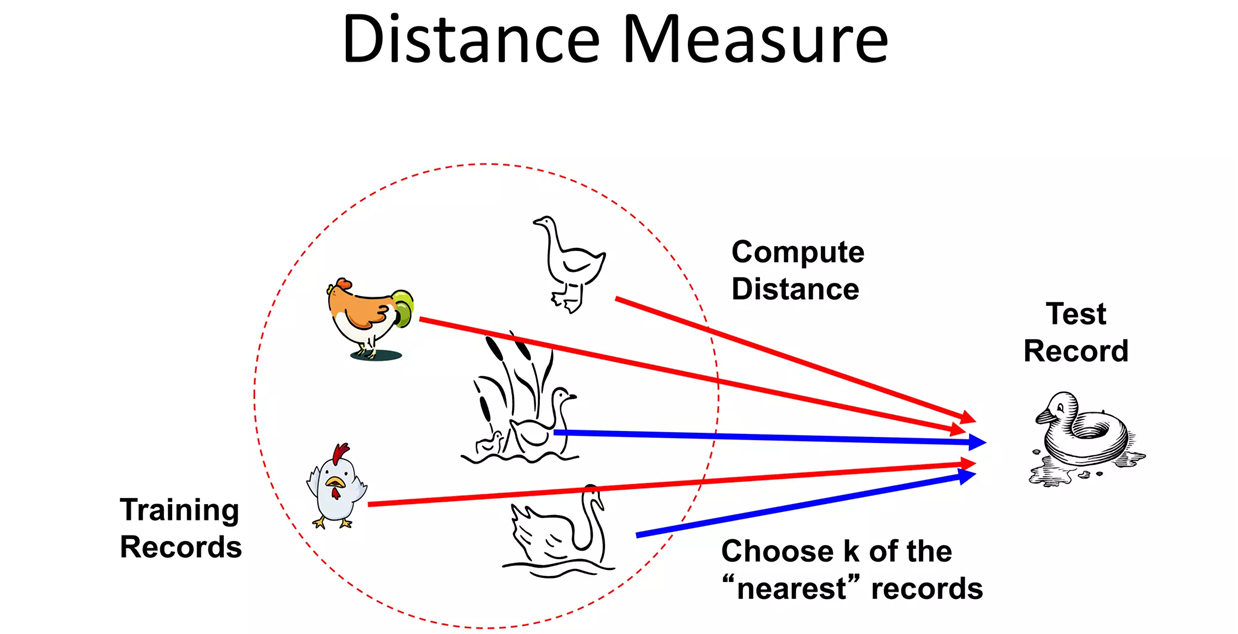 Distance Measure
Compute
Distance
Test
Record
Training
Records
Choose k of the
“nearest” records